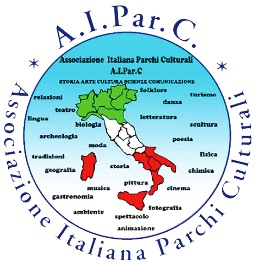 A.I.Par.C.
Associazione Italiana Parchi Culturali
Associazione Italiana Parchi Culturali
A.I.Par.C
STORIA ARTE CULTURA SCIENZE COMUNICAZIONE
relazioni
folklore
turismo
teatro
danza
lingua
biologia
letteratura
scultura
archeologia
moda
poesia
tradizioni
storia
fisica
geografia
pittura
chimica
musica
cinema
gastronomia
fotografia
ambiente
spettacolo
animazione